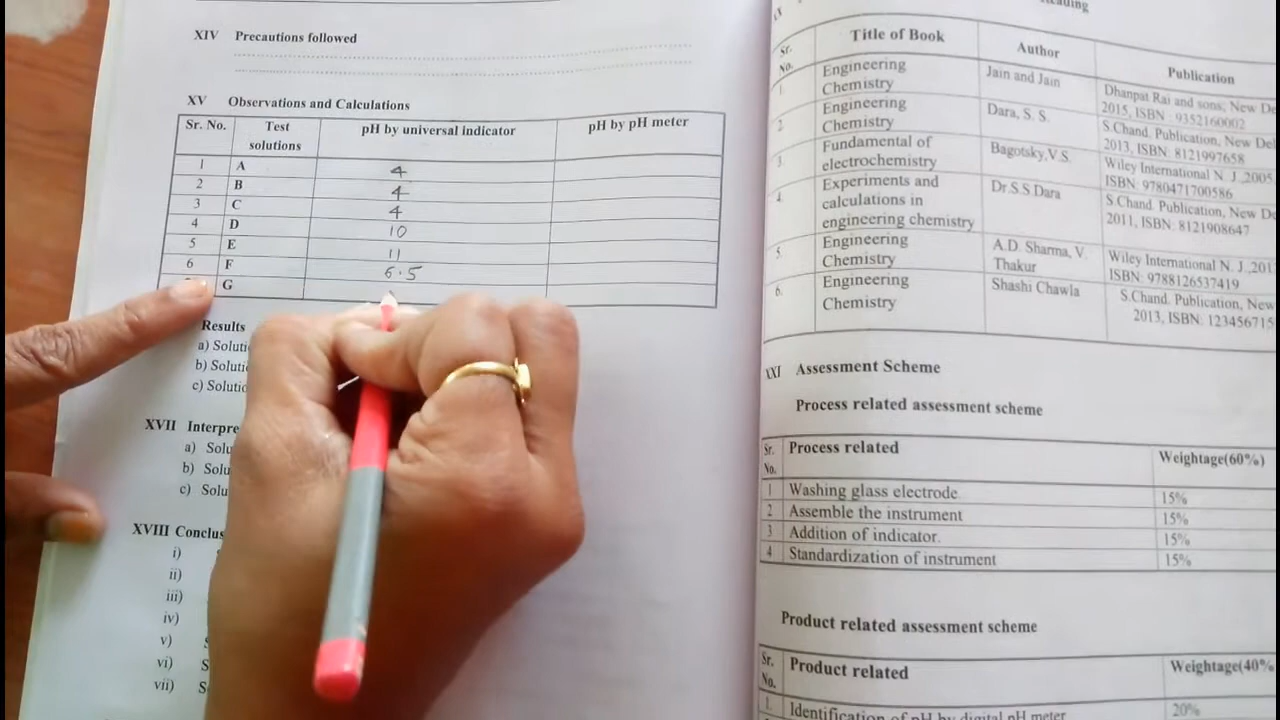 XIV Precautions followed
XV Observations and Calculations
Sr. No. Test solutions pH by universal indicator pH by pH meter
1 A 4
2 B 4
3 C 4
4 D 10
5 E 11
6 F 6.5
G
Results
a) Soluti
b) Soluti
c) Solutio
XVII Interpre
a) Solu
b) Solu
c) Solu
XVIII Conclus
i)
ii)
iii)
iv)
v) S
vi) S
vii) S
XX
Sr. No. Title of Book Author Publication
1. Engineering Chemistry Jain and Jain Dhanpat Rai and sons; New De
2015, ISBN : 9352160002
2. Engineering Chemistry Dara, S. S. S.Chand. Publication, New Del
2013, ISBN: 8121997658
3. Fundamental of electrochemistry Bagotsky,V.S. Wiley International N. J.,2005
ISBN: 9780471700586
4. Experiments and calculations in engineering chemistry Dr.S.S.Dara S.Chand. Publication, New De
2011, ISBN: 8121908647
5. Engineering Chemistry A.D. Sharma, V. Thakur Wiley International N. J.,201
ISBN: 9788126537419
6. Engineering Chemistry Shashi Chawla S.Chand. Publication, New
2013, ISBN: 123456715
XXI Assessment Scheme
Process related assessment scheme
Sr. No. Process related Weightage(60%)
1 Washing glass electrode 15%
2 Assemble the instrument 15%
3 Addition of indicator. 15%
4 Standardization of instrument 15%
Product related assessment scheme
Sr. No. Product related Weightage(40%
1. Identification of pH by digital pH meter 20%